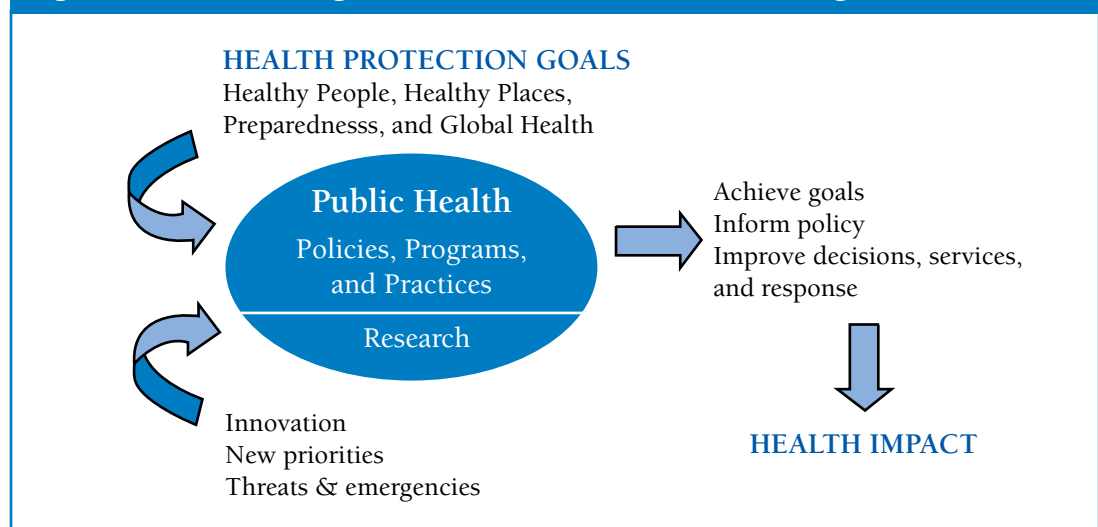 HEALTH PROTECTION GOALS
Healthy People, Healthy Places,
Preparednesss, and Global Health
Public Health
Policies, Programs,
and Practices
Research
Achieve goals
Inform policy
Improve decisions, services,
and response
Innovation
New priorities
Threats & emergencies
HEALTH IMPACT